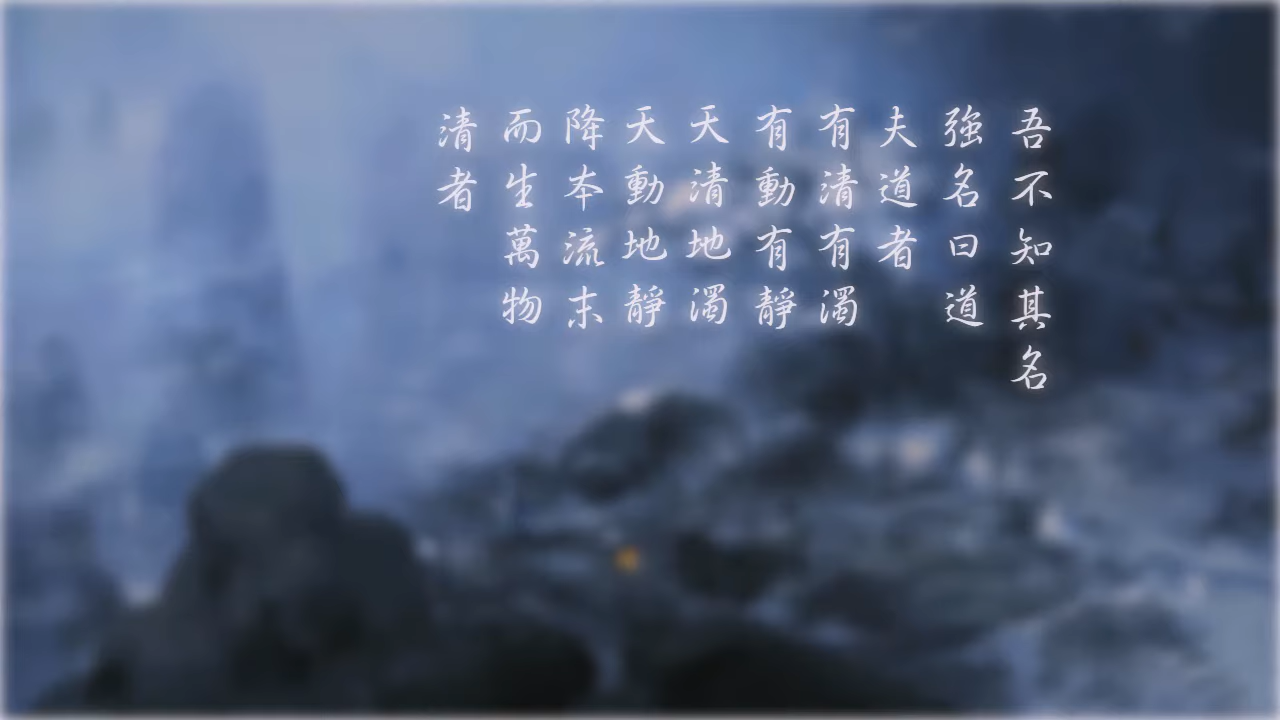 吾不知其名
強名曰道
夫道者
有清有濁
有動有靜
天清地濁
天動地靜
降本流末
而生萬物
清者